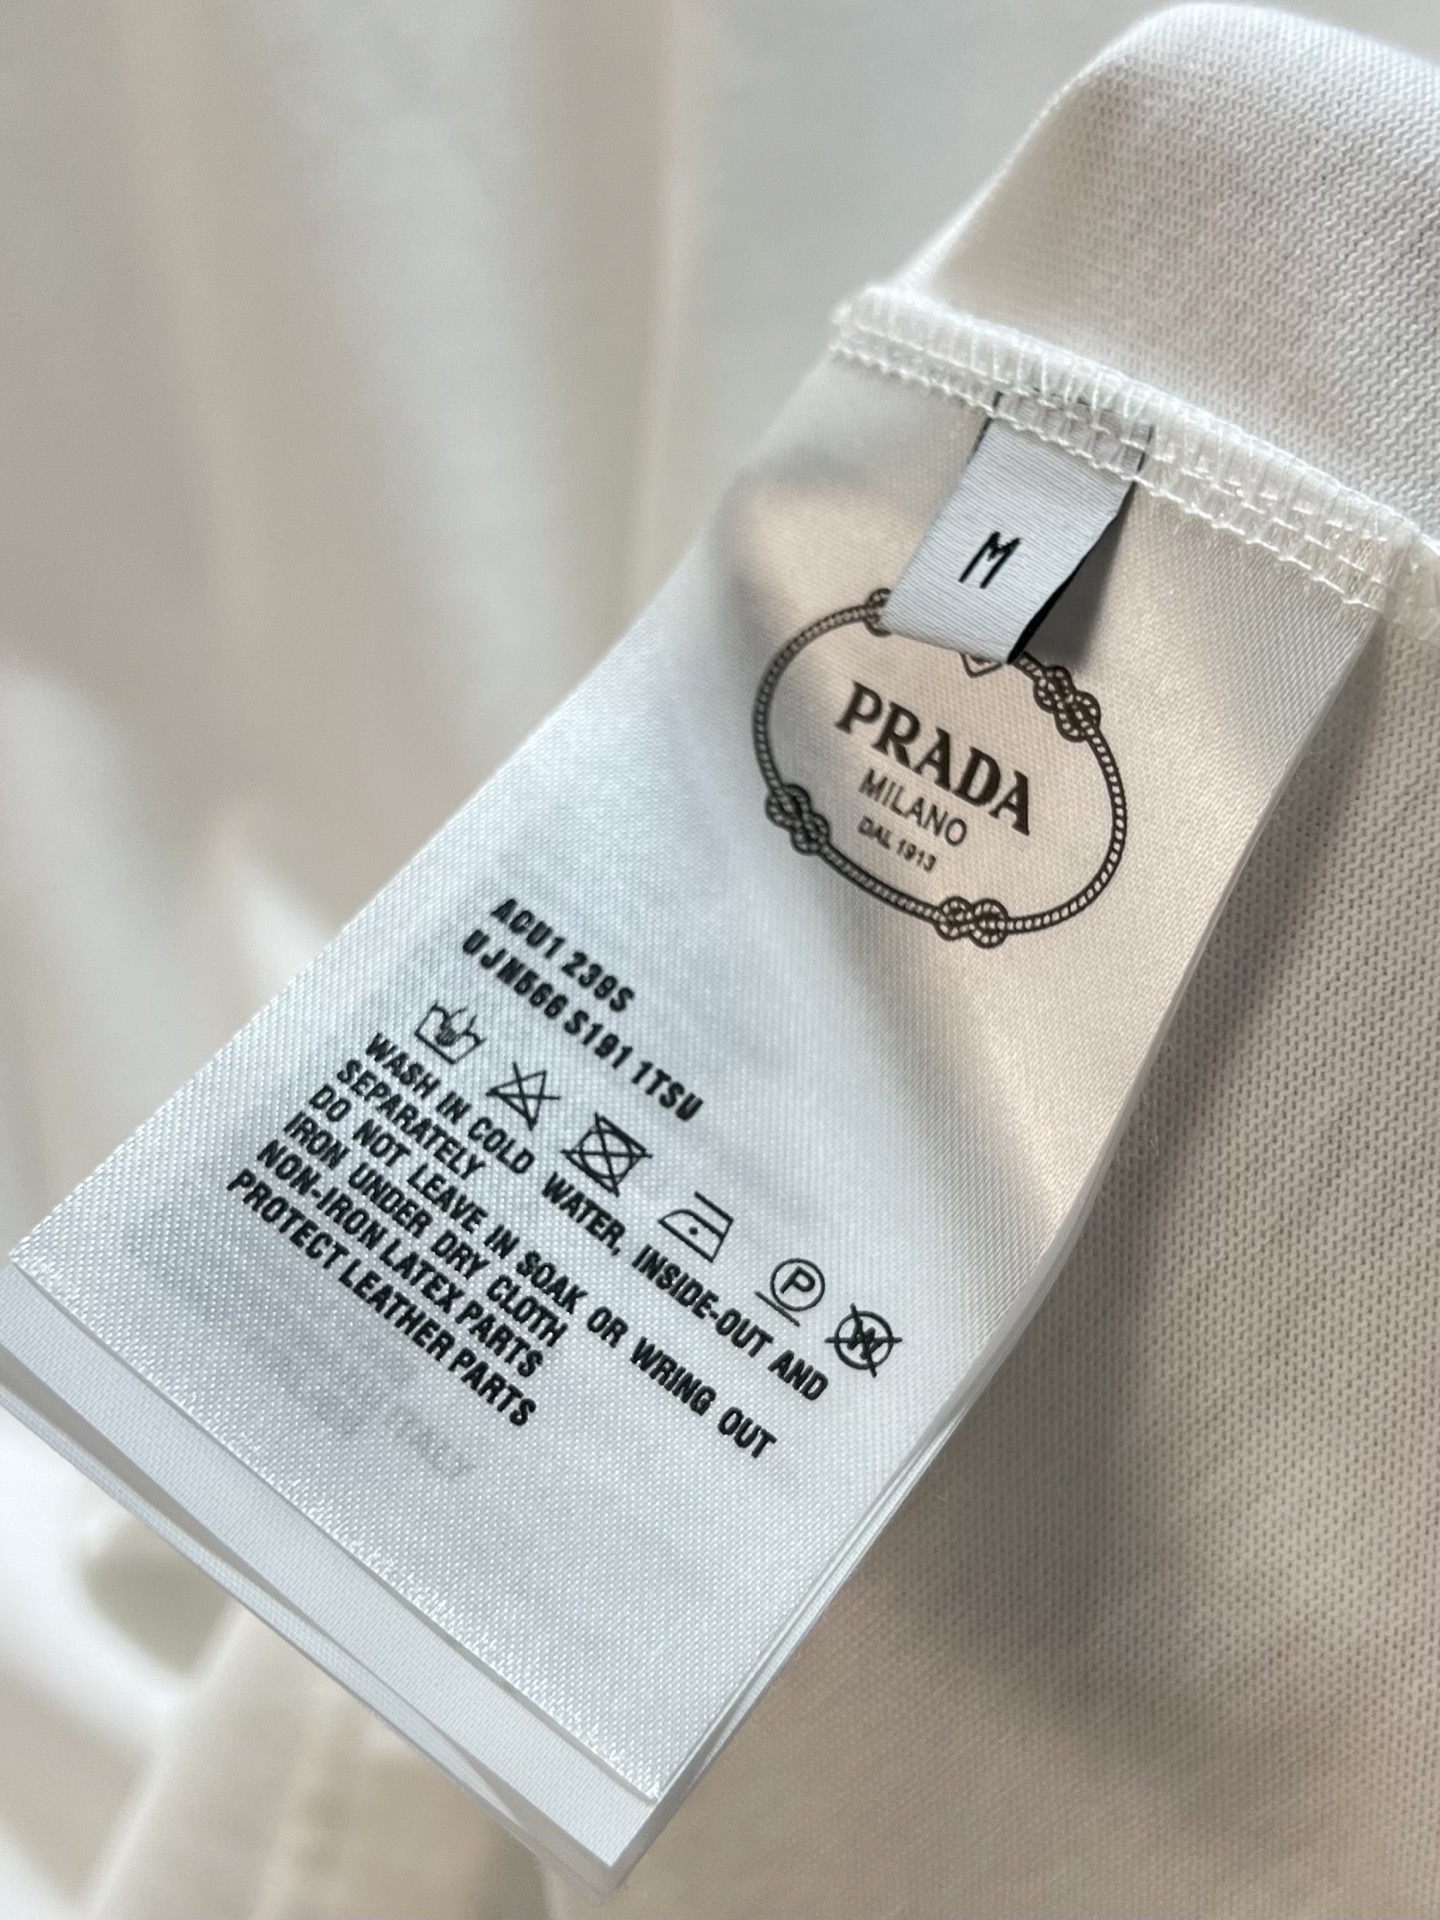 M
PRADA
MILANO
DAL 1913
ACU1 239S
UJN566 S191 1TSU
P
W
WASH IN COLD WATER, INSIDE-OUT AND
SEPARATELY
DO NOT LEAVE IN SOAK OR WRING OUT
IRON UNDER DRY CLOTH
NON-IRON LATEX PARTS
PROTECT LEATHER PARTS
ITALY